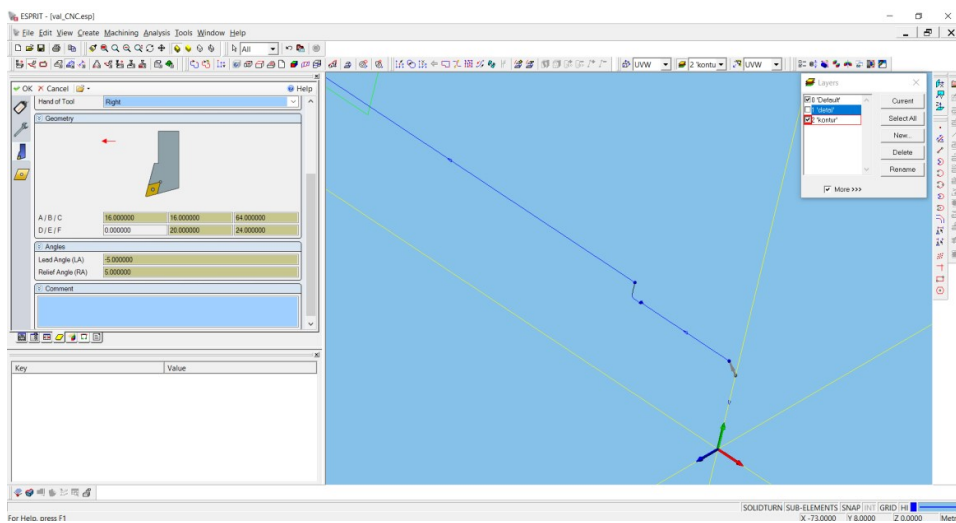 ESPRIT - [val_CNC.esp]
File Edit View Create Machining Analysis Tools Window Help
All
UVW 2 'kontu UVW
OK Cancel Help
Hand of Tool Right
Geometry
A / B / C 16.000000 16.000000 64.000000
D / E / F 0.000000 20.000000 24.000000
Angles
Lead Angle (LA) -5.000000
Relief Angle (RA) 5.000000
Comment
Layers
0 'Default' Current
1 'detal'
2 'kontur' Select All
New...
Delete
Rename
More >>>
Key Value
SOLIDTURN SUB-ELEMENTS SNAP INT GRID HI
For Help, press F1 X -73.0000 Y 8.0000 Z 0.0000 Metr